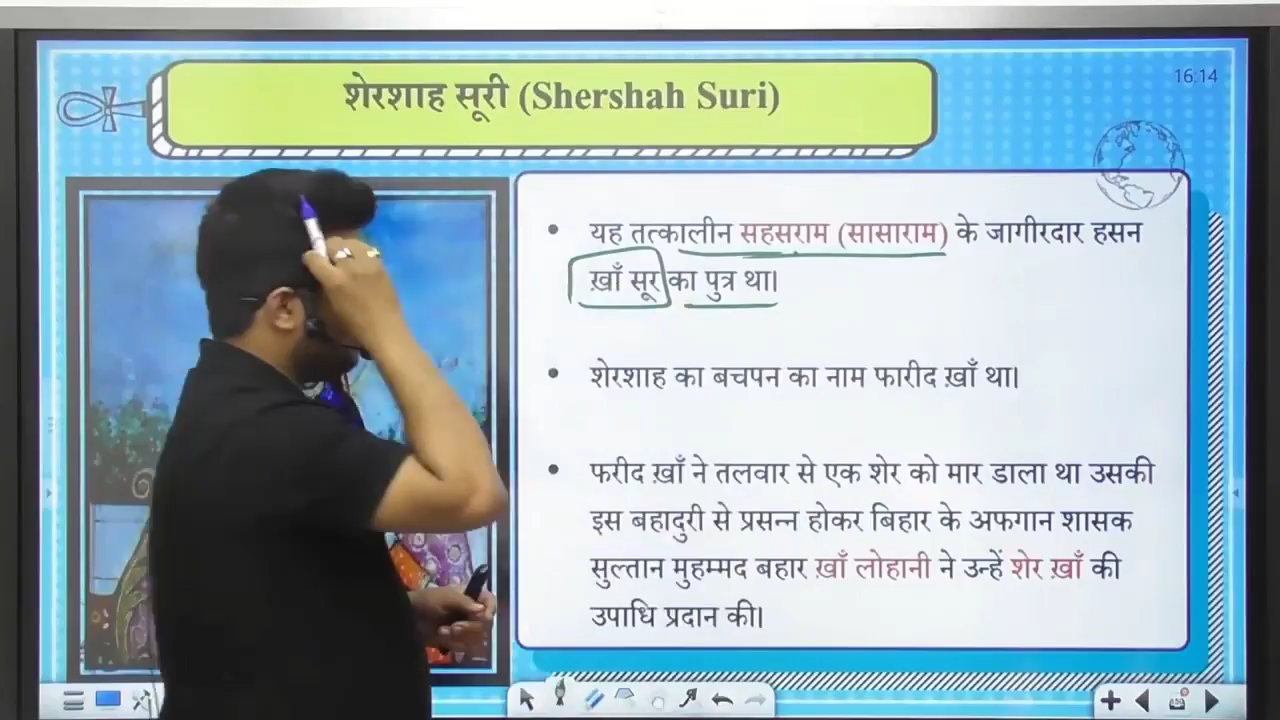 शेरशाह सूरी (Shershah Suri)
16:14
यह तत्कालीन सहसराम (सासाराम) के जागीरदार हसन
ख़ाँ सूर का पुत्र था।
शेरशाह का बचपन का नाम फारीद ख़ाँ था।
फरीद ख़ाँ ने तलवार से एक शेर को मार डाला था उसकी
इस बहादुरी से प्रसन्न होकर बिहार के अफगान शासक
सुल्तान मुहम्मद बहार ख़ाँ लोहानी ने उन्हें शेर ख़ाँ की
उपाधि प्रदान की।